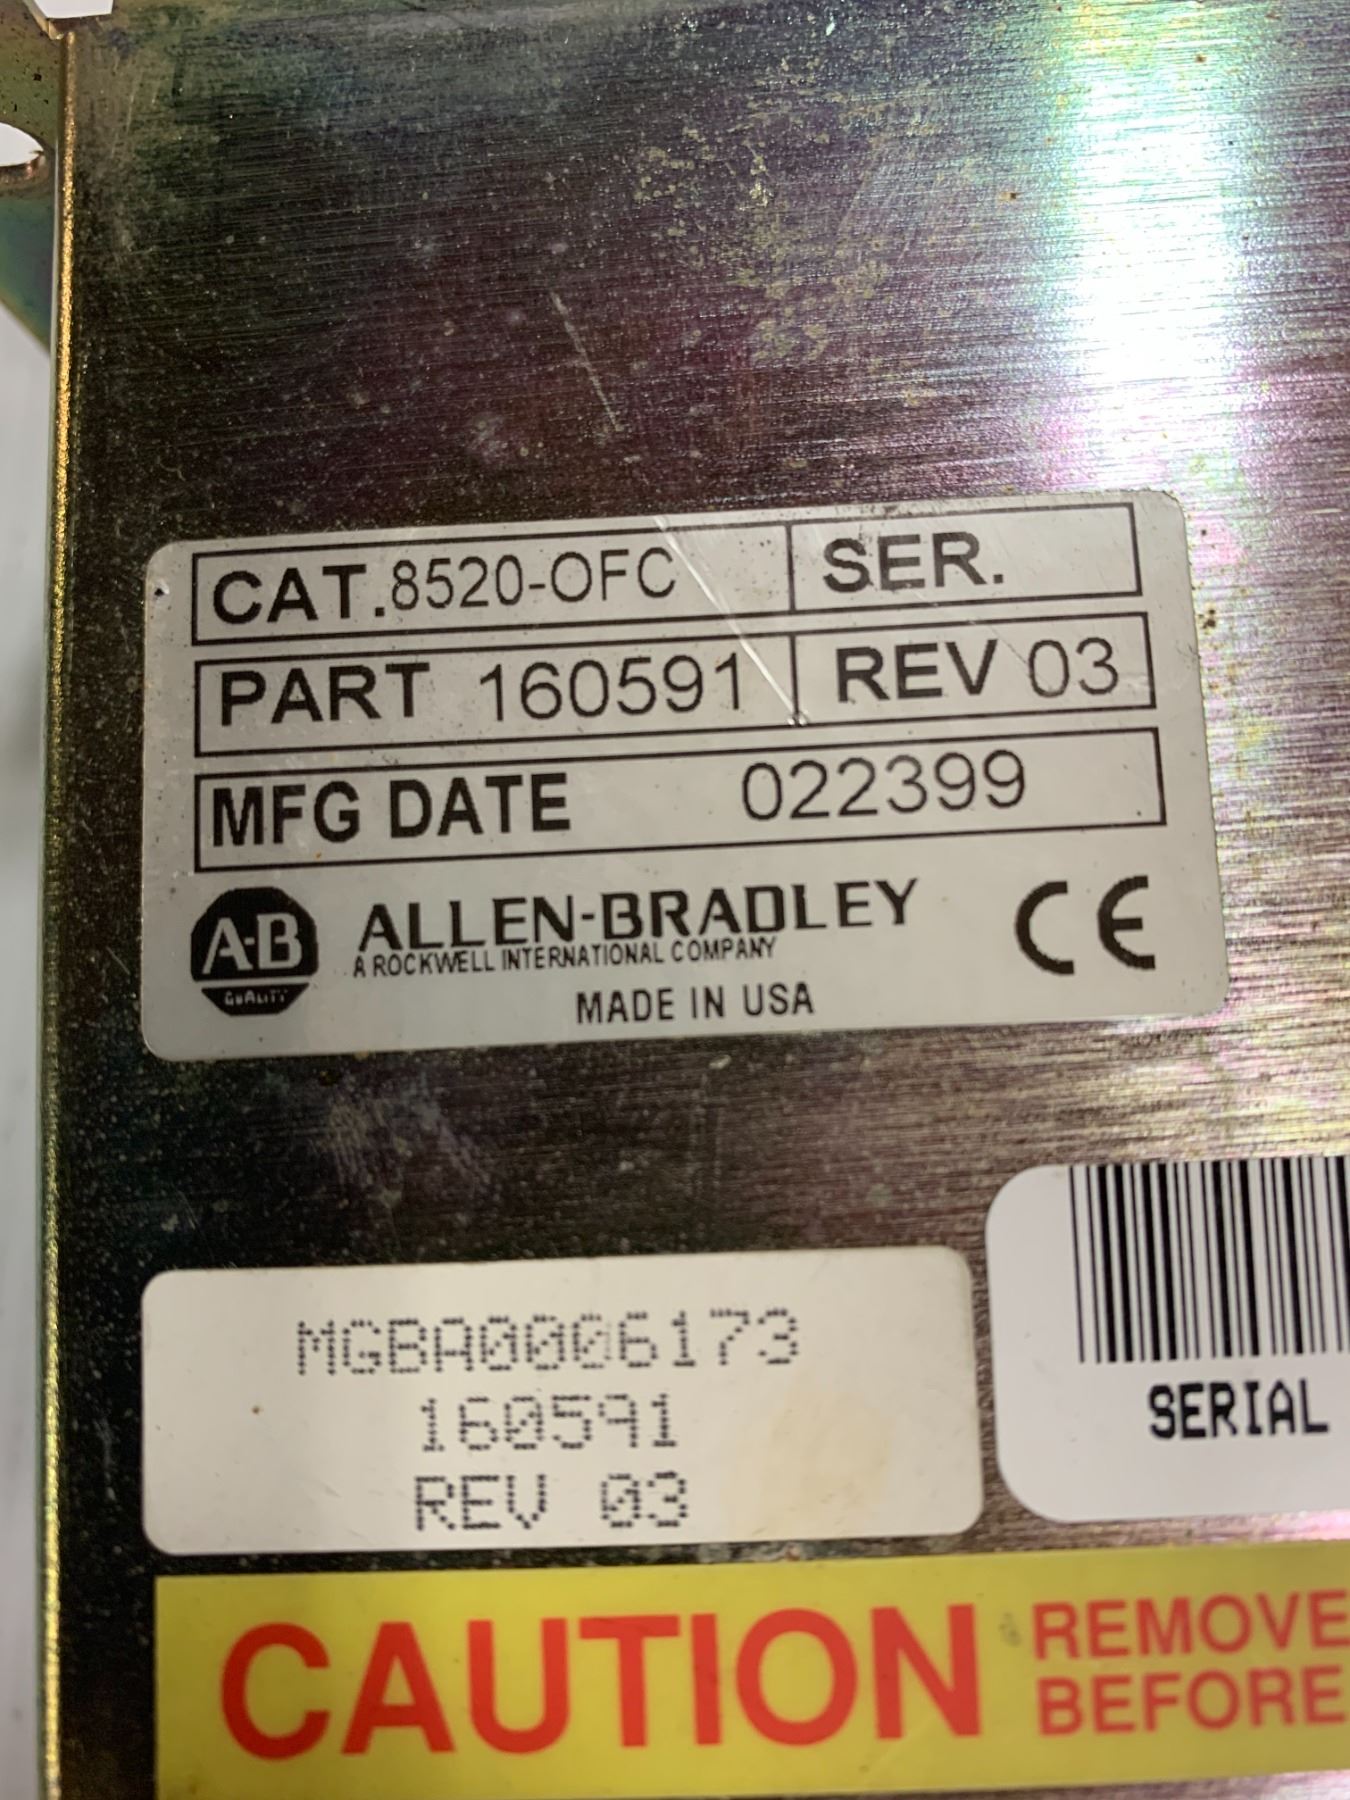 CAT. 8520-OFC SER.
PART 160591 REV 03
MFG DATE 022399
A-B
QUALITY
ALLEN-BRADLEY
A ROCKWELL INTERNATIONAL COMPANY
CE
MADE IN USA
MGBA0006173
160591
REV 03
SERIAL
CAUTION
REMOVE
BEFORE